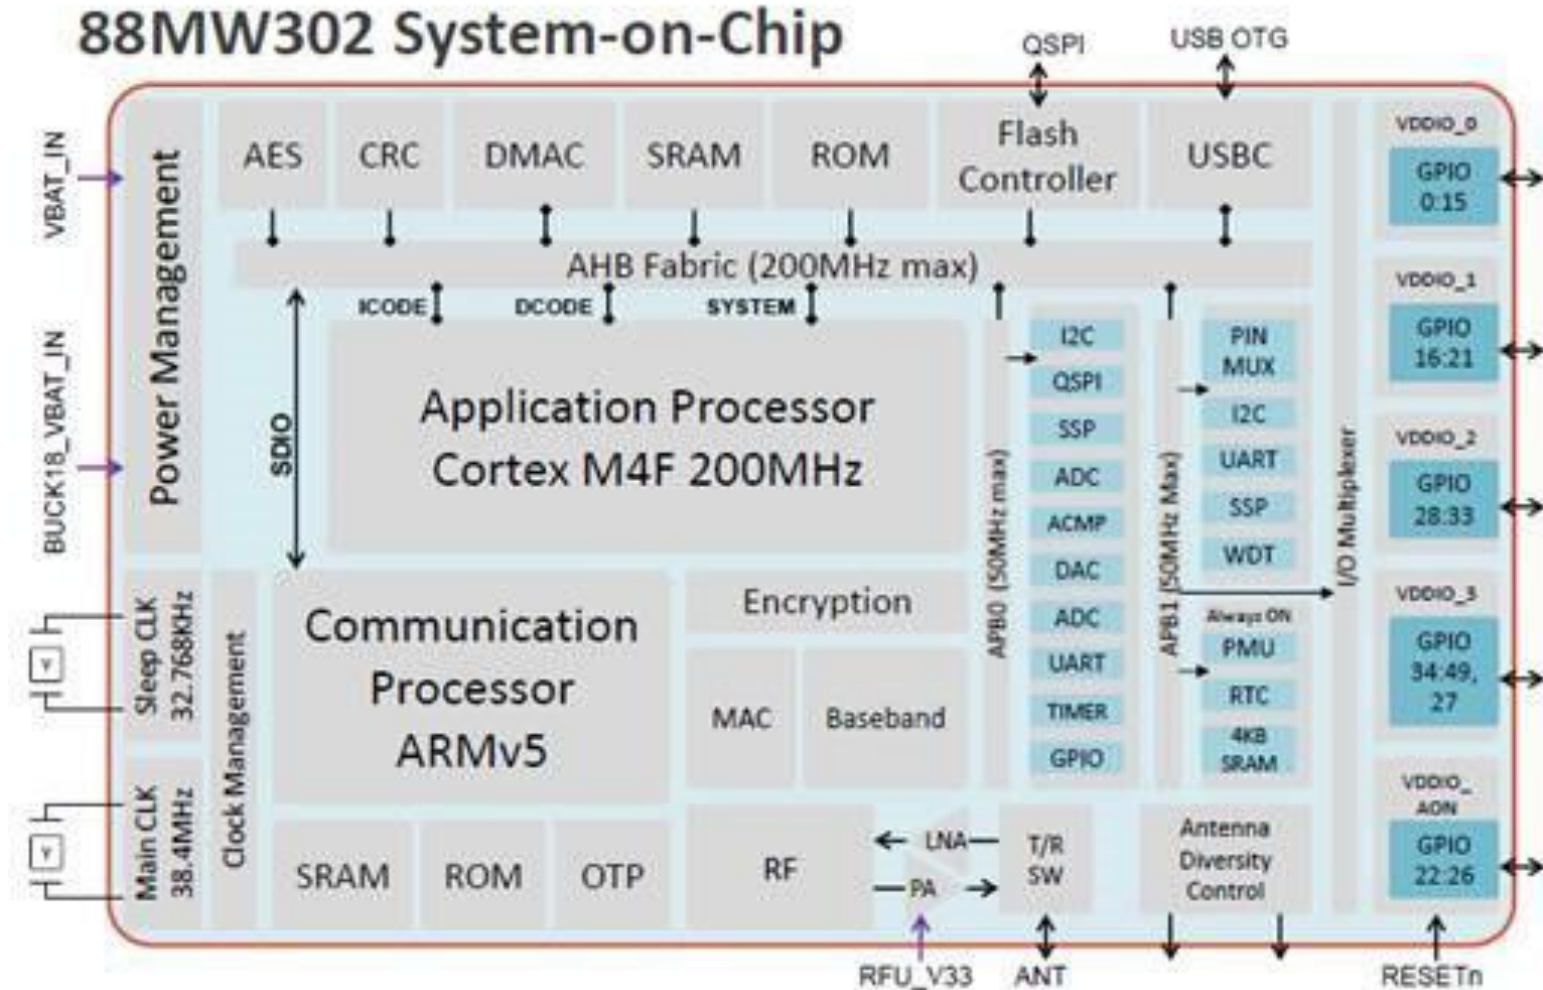 88MW302 System-on-Chip
QSPI
USB OTG
VBAT_IN
BUCK18_VBAT_IN
Power Management
AES
CRC
DMAC
SRAM
ROM
Flash
Controller
USBC
AHB Fabric (200MHz max)
ICODE
DCODE
SYSTEM
SDIO
Application Processor
Cortex M4F 200MHz
Sleep CLK
32.768KHz
Main CLK
38.4MHz
Clock Management
Communication
Processor
ARMv5
Encryption
MAC
Baseband
SRAM
ROM
OTP
RF
LNA
PA
T/R
SW
APB0 (50MHz max)
I2C
QSPI
SSP
ADC
ACMP
DAC
ADC
UART
TIMER
GPIO
APB1 (50MHz Max)
PIN
MUX
I2C
UART
SSP
WDT
Always ON
PMU
RTC
4KB
SRAM
Antenna
Diversity
Control
I/O Multiplexer
VDDIO_0
GPIO
0:15
VDDIO_1
GPIO
16:21
VDDIO_2
GPIO
28:33
VDDIO_3
GPIO
34:49,
27
VDDIO_
AON
GPIO
22:26
RFU_V33
ANT
RESETn